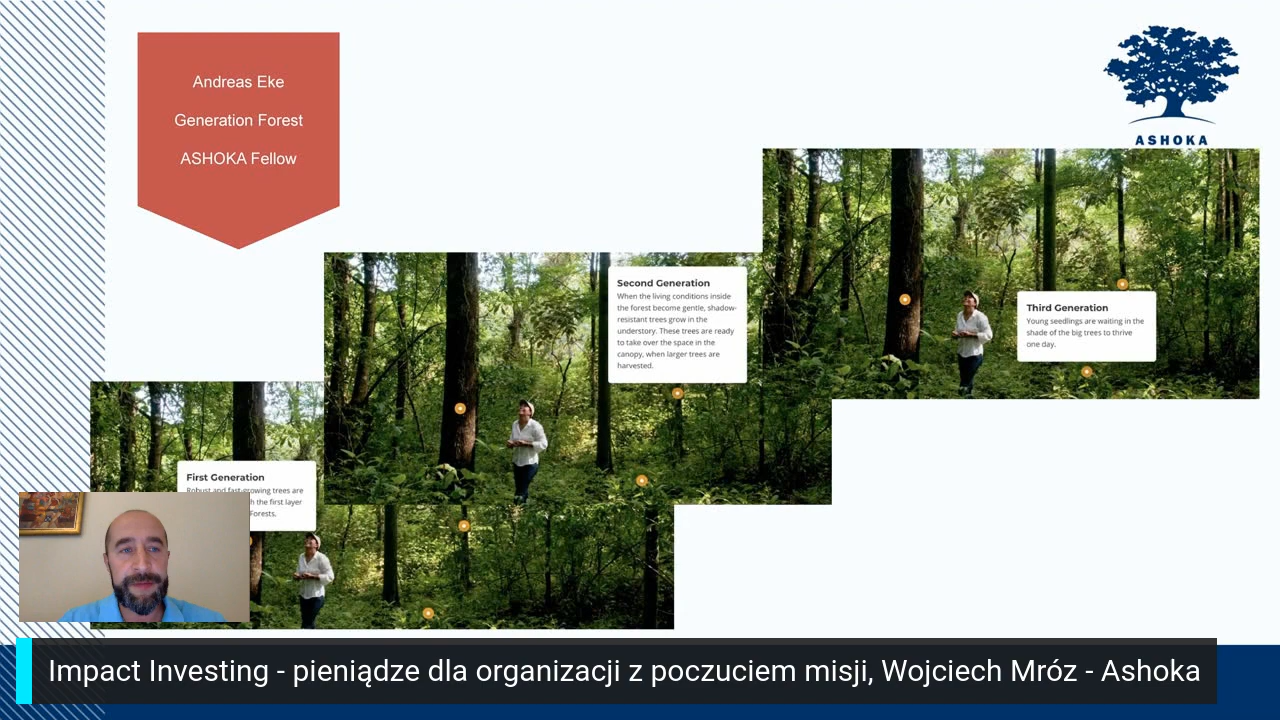 Andreas Eke
Generation Forest
ASHOKA Fellow
ASHOKA
Third Generation
Young seedlings are waiting in the
shade of the big trees to thrive
one day.
Second Generation
When the living conditions inside
the forest become gentle, shadow-
resistant trees grow in the
understory. These trees are ready
to take over the space in the
canopy, when larger trees are
harvested.
First Generation
Robust and fast-growing trees are
the first layer
Forests.
Impact Investing - pieniądze dla organizacji z poczuciem misji, Wojciech Mróz - Ashoka